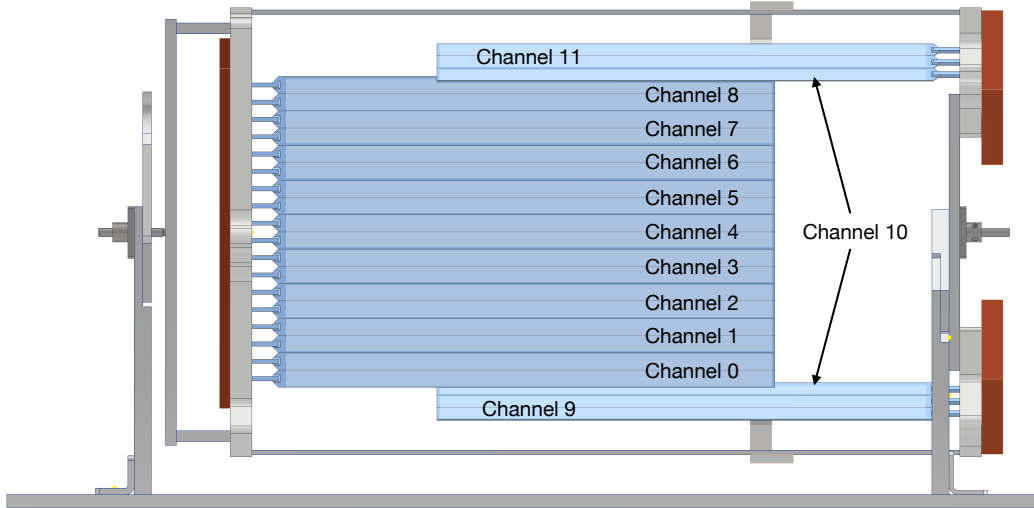 Channel 11
Channel 8
Channel 7
Channel 6
Channel 5
Channel 4
Channel 10
Channel 3
Channel 2
Channel 1
Channel 0
Channel 9